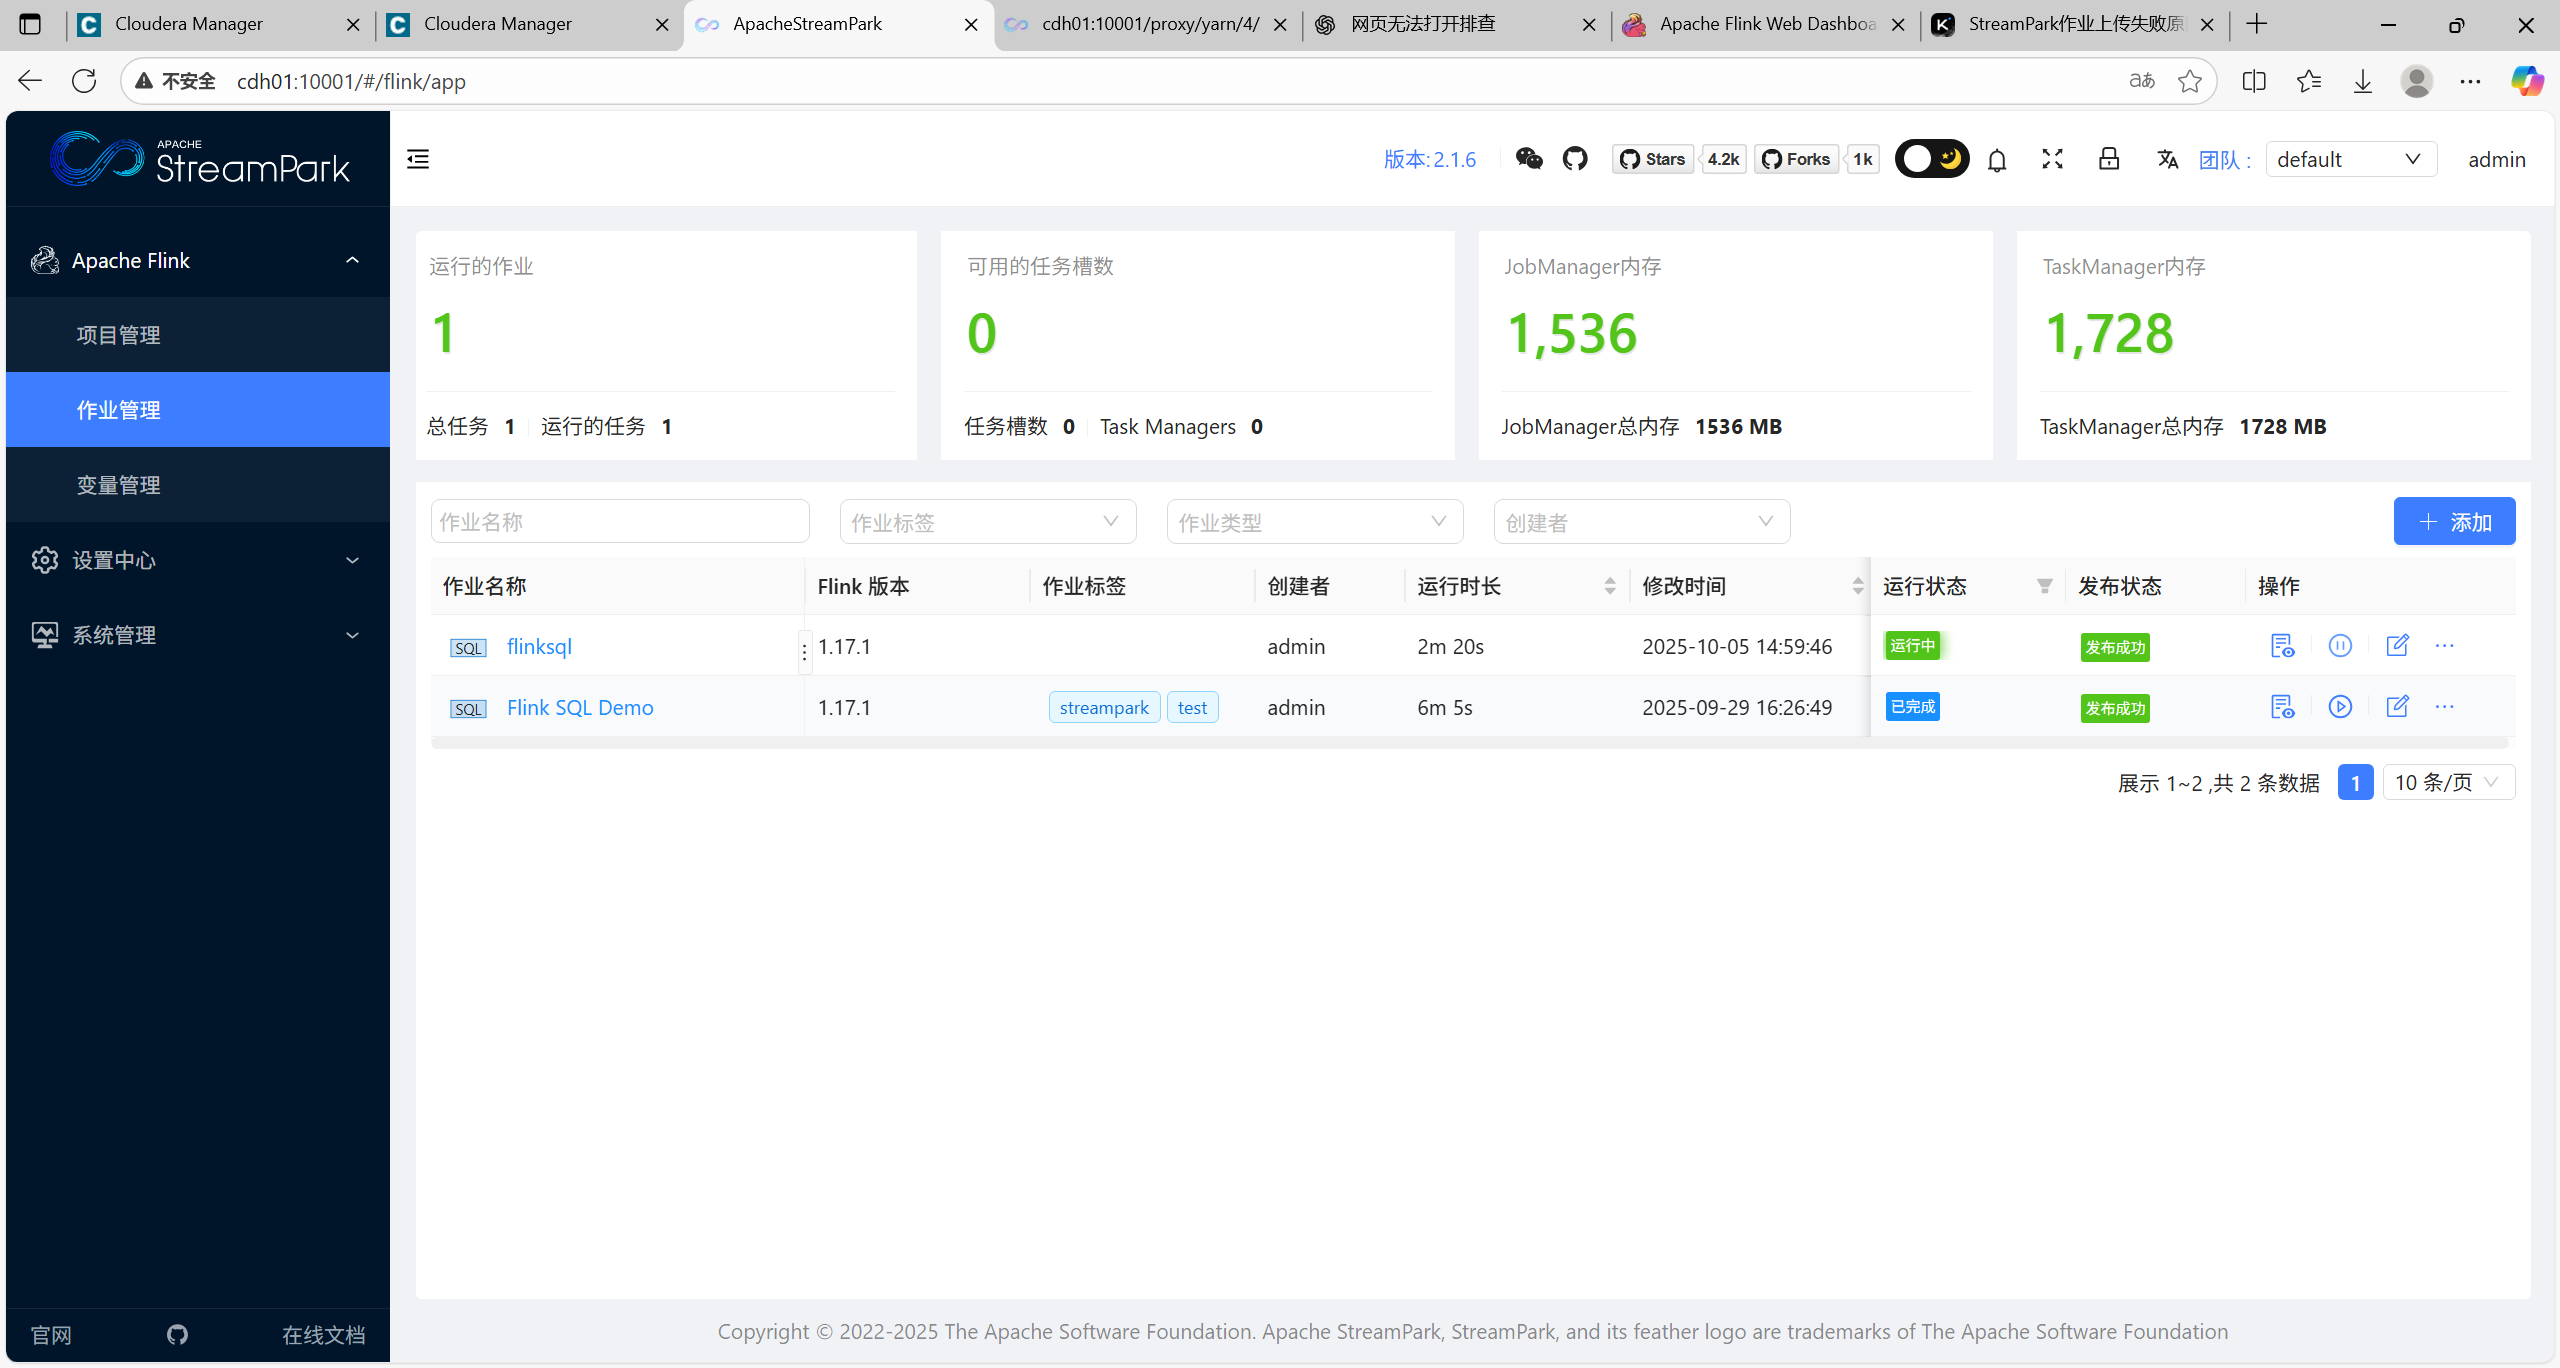 Cloudera Manager
Cloudera Manager
ApacheStreamPark
cdh01:10001/proxy/yarn/4/
网页无法打开排查
Apache Flink Web Dashboa
StreamPark作业上传失败原
不安全 cdh01:10001/#/flink/app
APACHE
StreamPark
版本: 2.1.6
Stars 4.2k
Forks 1k
团队 : default
admin
Apache Flink
项目管理
作业管理
变量管理
设置中心
系统管理
运行的作业
1
总任务 1 运行的任务 1
可用的任务槽数
0
任务槽数 0 Task Managers 0
JobManager内存
1,536
JobManager总内存 1536 MB
TaskManager内存
1,728
TaskManager总内存 1728 MB
作业名称 作业标签 作业类型 创建者 添加
作业名称 Flink 版本 作业标签 创建者 运行时长 修改时间 运行状态 发布状态 操作
SQL flinksql 1.17.1 admin 2m 20s 2025-10-05 14:59:46 运行中 发布成功
SQL Flink SQL Demo 1.17.1 streampark test admin 6m 5s 2025-09-29 16:26:49 已完成 发布成功
展示 1~2 ,共 2 条数据 1 10 条/页
官网 在线文档
Copyright © 2022-2025 The Apache Software Foundation. Apache StreamPark, StreamPark, and its feather logo are trademarks of The Apache Software Foundation